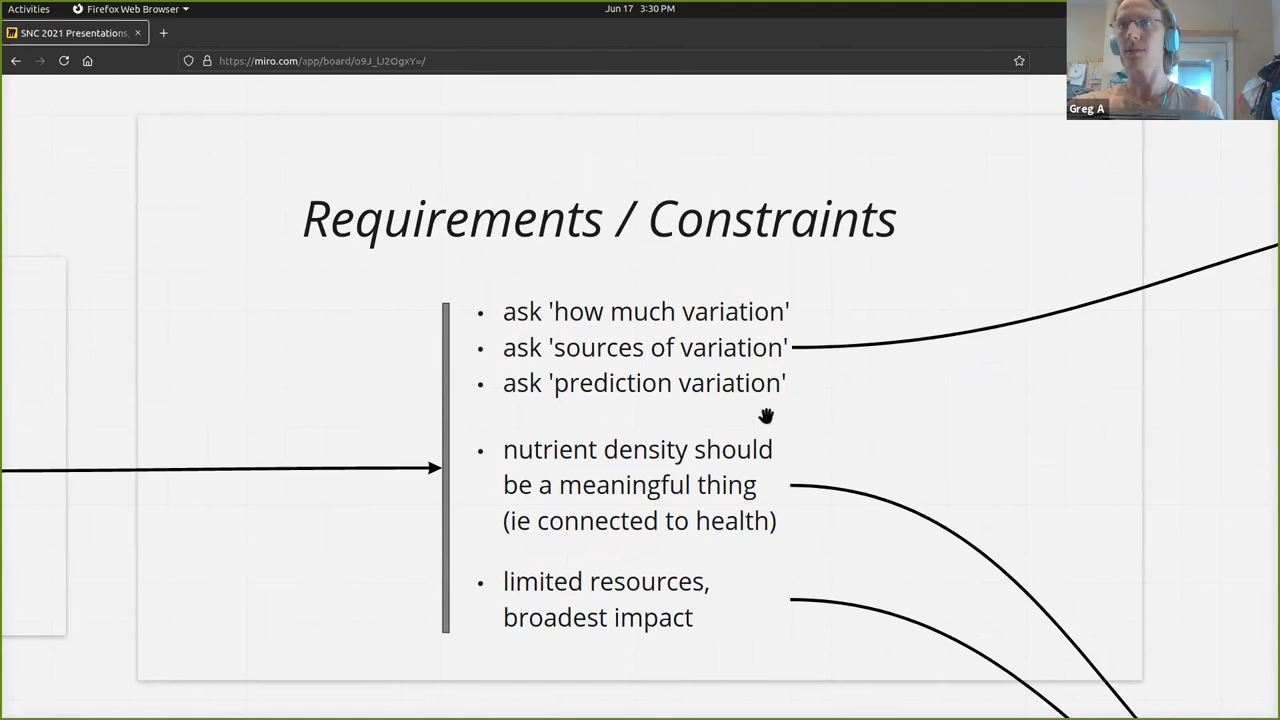 Activities
Firefox Web Browser
Jun 17 3:30 PM
SNC 2021 Presentations,
https://miro.com/app/board/o9J_lJ2OgxY=/
Greg A
Requirements / Constraints
• ask 'how much variation'
• ask 'sources of variation'
• ask 'prediction variation'
• nutrient density should
be a meaningful thing
(ie connected to health)
• limited resources,
broadest impact